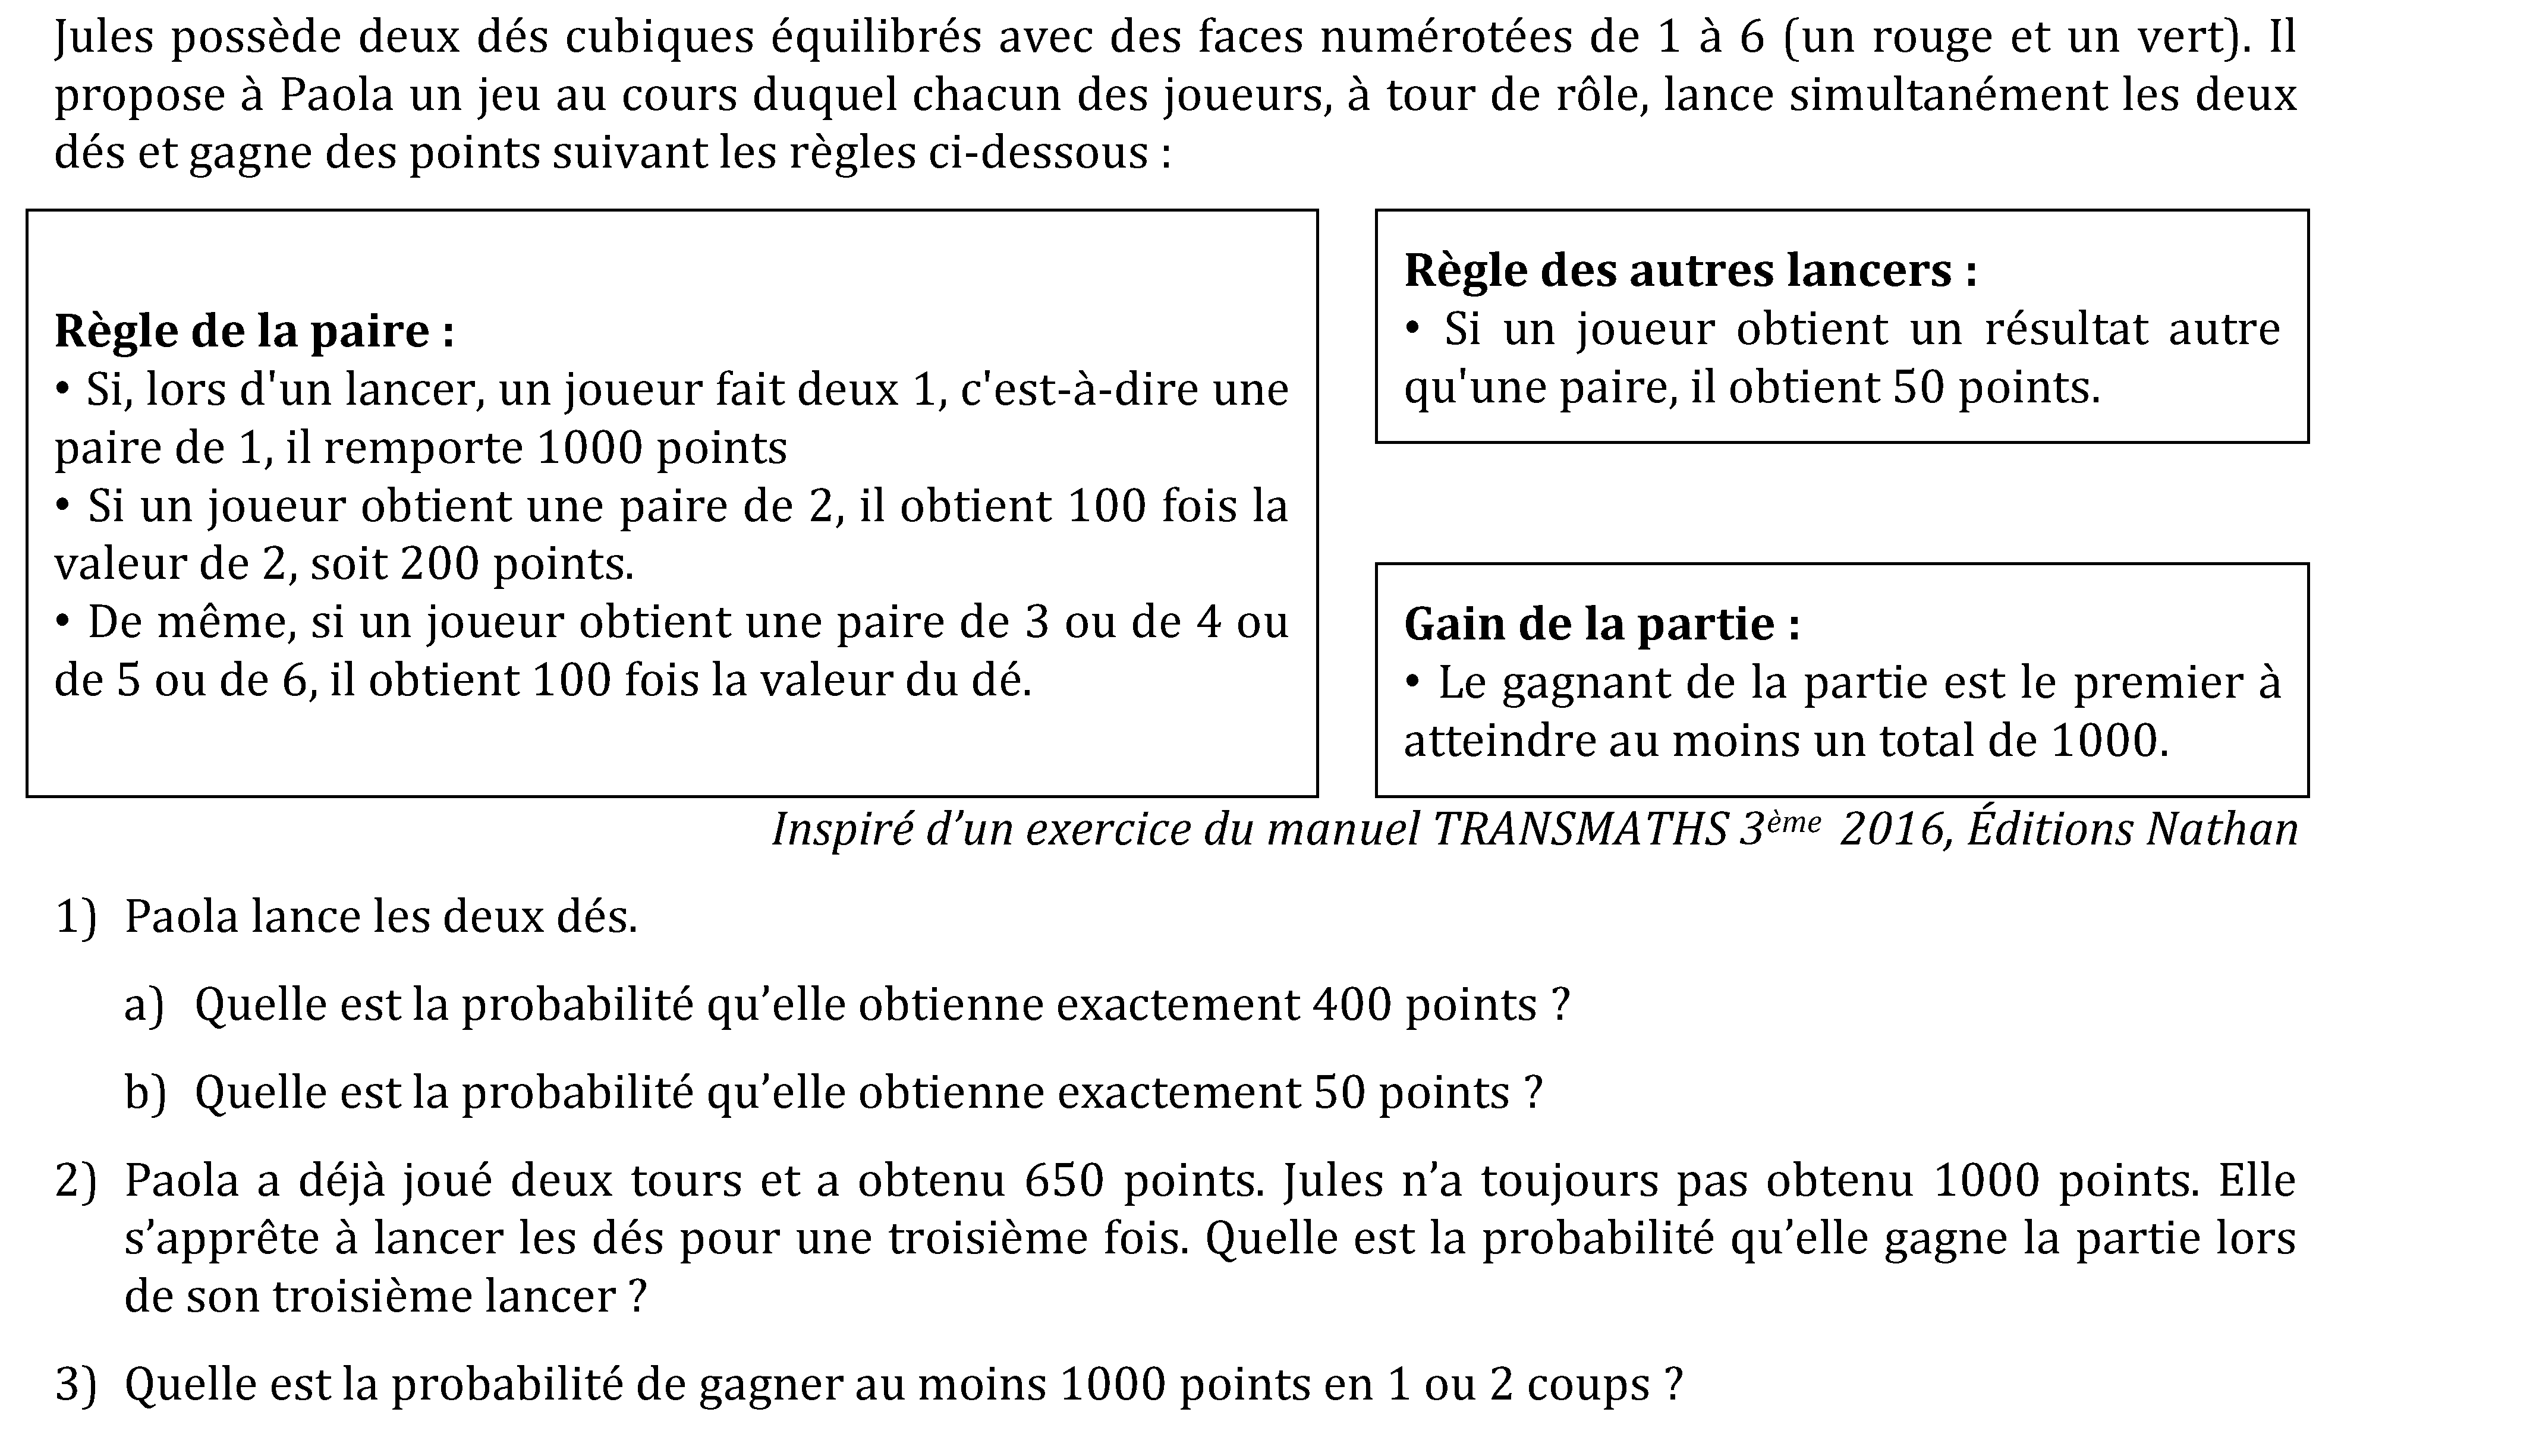 Jules possède deux dés cubiques équilibrés avec des faces numérotées de 1 à 6 (un rouge et un vert). Il
propose à Paola un jeu au cours duquel chacun des joueurs, à tour de rôle, lance simultanément les deux
dés et gagne des points suivant les règles ci-dessous :
Règle de la paire :
• Si, lors d'un lancer, un joueur fait deux 1, c'est-à-dire une
paire de 1, il remporte 1000 points
• Si un joueur obtient une paire de 2, il obtient 100 fois la
valeur de 2, soit 200 points.
• De même, si un joueur obtient une paire de 3 ou de 4 ou
de 5 ou de 6, il obtient 100 fois la valeur du dé.
Règle des autres lancers :
• Si un joueur obtient un résultat autre
qu'une paire, il obtient 50 points.
Gain de la partie :
• Le gagnant de la partie est le premier à
atteindre au moins un total de 1000.
Inspiré d’un exercice du manuel TRANSMATHS 3ème 2016, Éditions Nathan
1) Paola lance les deux dés.
a) Quelle est la probabilité qu’elle obtienne exactement 400 points ?
b) Quelle est la probabilité qu’elle obtienne exactement 50 points ?
2) Paola a déjà joué deux tours et a obtenu 650 points. Jules n’a toujours pas obtenu 1000 points. Elle
s’apprête à lancer les dés pour une troisième fois. Quelle est la probabilité qu’elle gagne la partie lors
de son troisième lancer ?
3) Quelle est la probabilité de gagner au moins 1000 points en 1 ou 2 coups ?